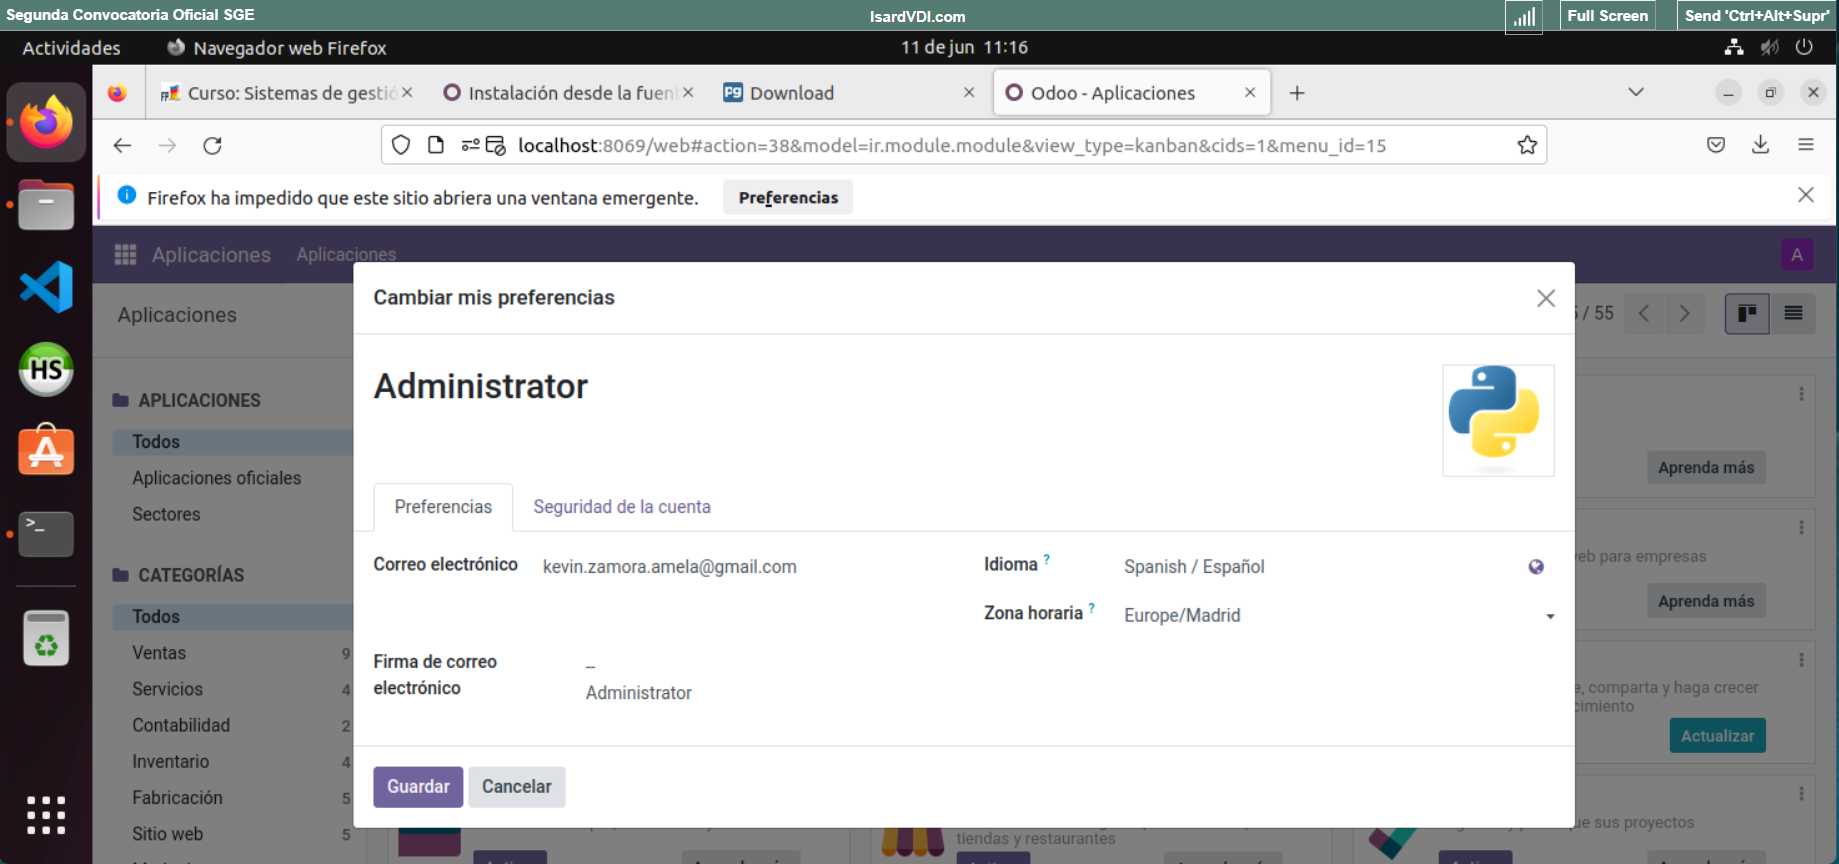 Segunda Convocatoria Oficial SGE
IsardVDI.com
Full Screen
Send 'Ctrl+Alt+Supr'
Actividades
Navegador web Firefox
11 de jun 11:16
Curso: Sistemas de gestió
Instalación desde la fuent
Download
Odoo - Aplicaciones
localhost:8069/web#action=38&model=ir.module.module&view_type=kanban&cids=1&menu_id=15
Firefox ha impedido que este sitio abriera una ventana emergente.
Preferencias
Aplicaciones
Aplicaciones
A
Aplicaciones
/ 55
Cambiar mis preferencias
Administrator
APLICACIONES
Todos
Aplicaciones oficiales
Sectores
CATEGORÍAS
Todos
Ventas 9
Servicios 4
Contabilidad 2
Inventario 4
Fabricación 5
Sitio web 5
Preferencias
Seguridad de la cuenta
Correo electrónico
kevin.zamora.amela@gmail.com
Idioma ?
Spanish / Español
Zona horaria ?
Europe/Madrid
Firma de correo
electrónico
--
Administrator
Guardar
Cancelar
Aprenda más
web para empresas
Aprenda más
e, comparta y haga crecer
cimiento
Actualizar
tiendas y restaurantes
que sus proyectos
HS